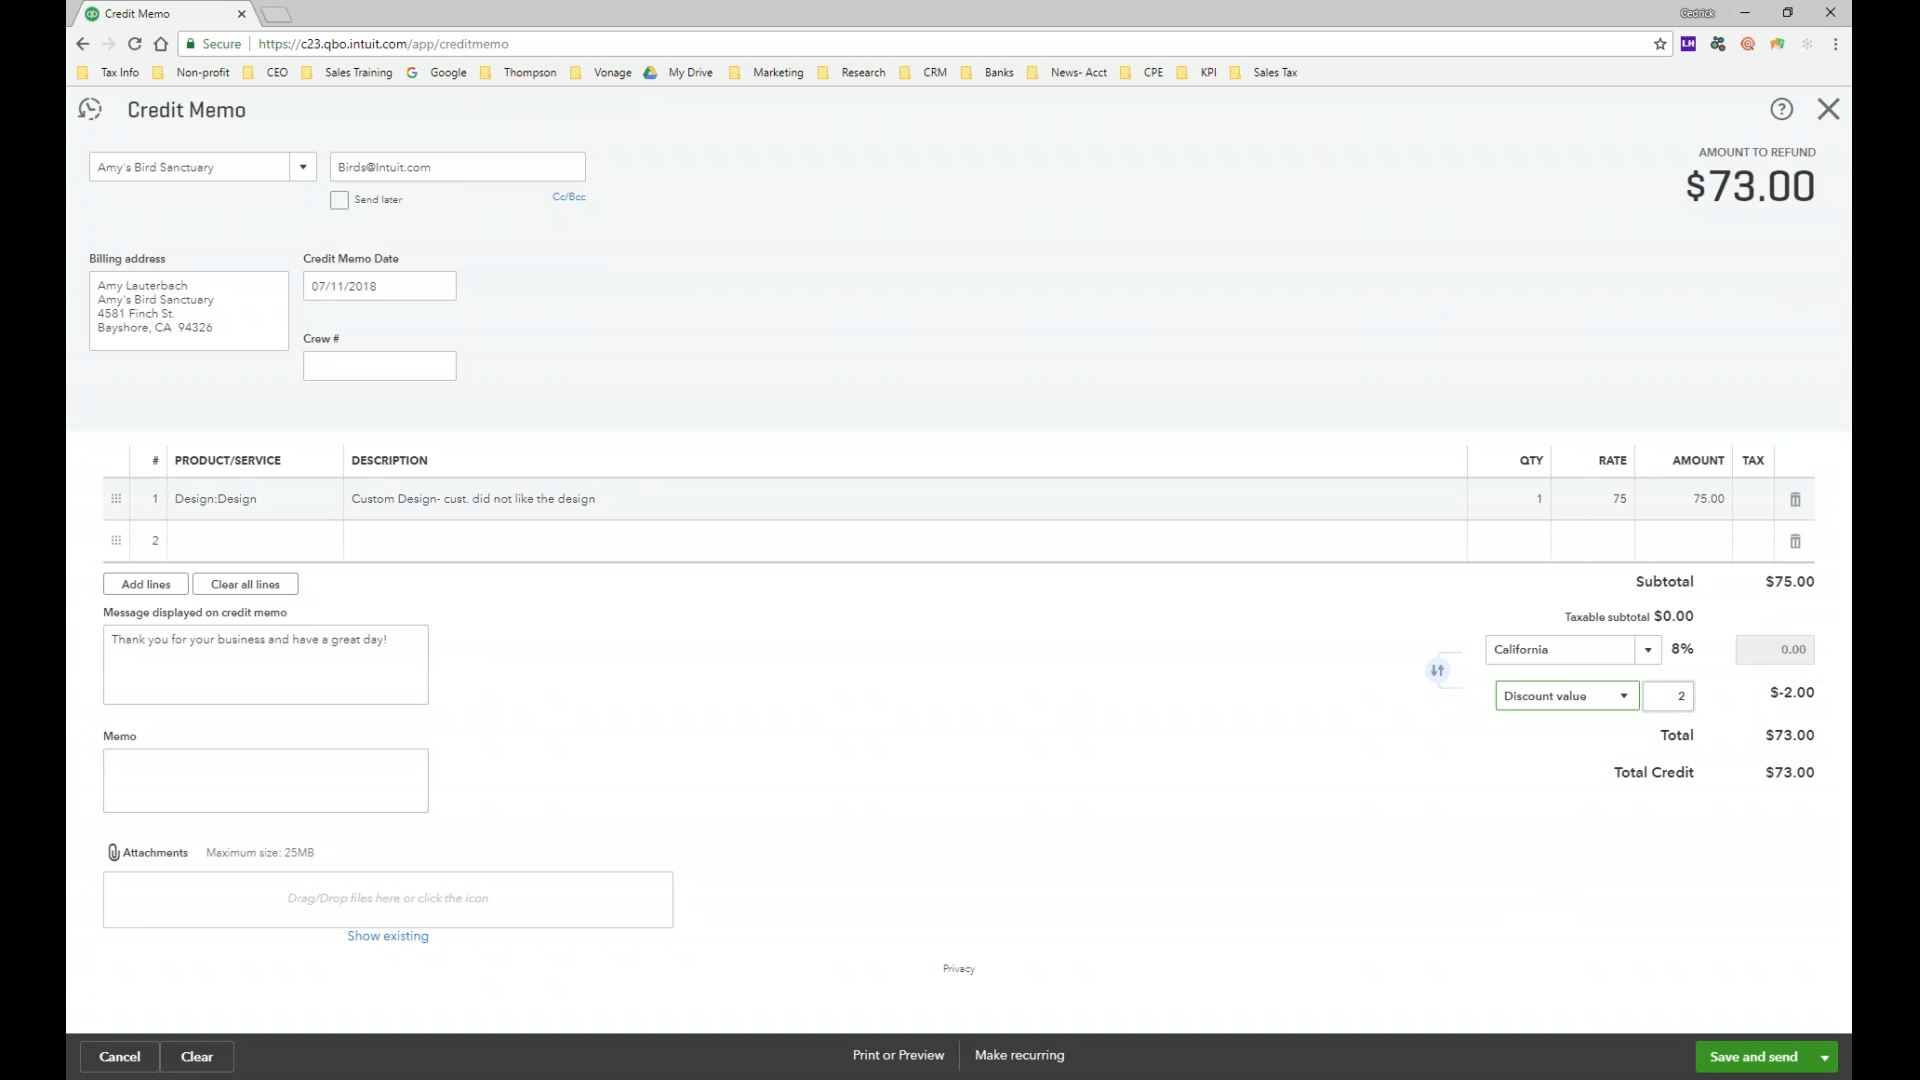 Credit Memo
Cedrick
Secure https://c23.qbo.intuit.com/app/creditmemo
LH
Tax Info Non-profit CEO Sales Training Google Thompson Vonage My Drive Marketing Research CRM Banks News- Acct CPE KPI Sales Tax
Credit Memo
AMOUNT TO REFUND
$73.00
Amy's Bird Sanctuary
Birds@Intuit.com
Send later
Cc/Bcc
Billing address
Amy Lauterbach
Amy's Bird Sanctuary
4581 Finch St.
Bayshore, CA 94326
Credit Memo Date
07/11/2018
Crew #
# PRODUCT/SERVICE DESCRIPTION QTY RATE AMOUNT TAX
1 Design:Design Custom Design- cust. did not like the design 1 75 75.00
2
Add lines Clear all lines
Subtotal $75.00
Message displayed on credit memo
Thank you for your business and have a great day!
Taxable subtotal $0.00
California 8% 0.00
Discount value 2 $-2.00
Total $73.00
Total Credit $73.00
Memo
Attachments Maximum size: 25MB
Drag/Drop files here or click the icon
Show existing
Privacy
Cancel Clear Print or Preview Make recurring Save and send